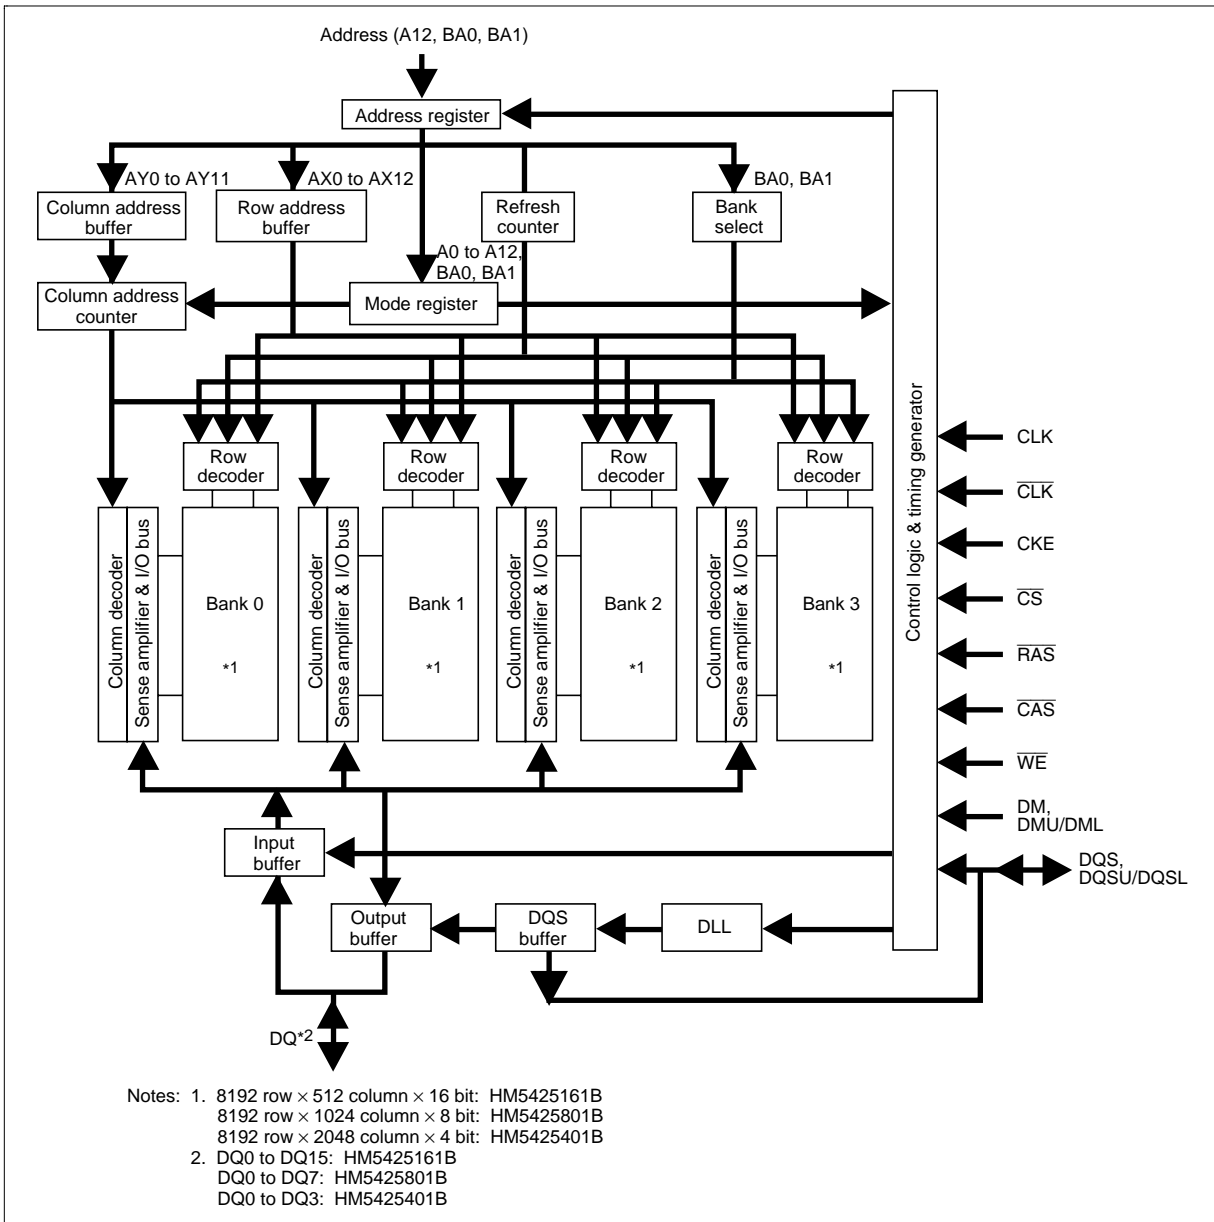 Address (A12, BA0, BA1)
Address register
AY0 to AY11
AX0 to AX12
BA0, BA1
Column address
buffer
Row address
buffer
Refresh
counter
Bank
select
A0 to A12,
BA0, BA1
Column address
counter
Mode register
Row
decoder
Row
decoder
Row
decoder
Row
decoder
Column decoder
Sense amplifier & I/O bus
Bank 0
*1
Column decoder
Sense amplifier & I/O bus
Bank 1
*1
Column decoder
Sense amplifier & I/O bus
Bank 2
*1
Column decoder
Sense amplifier & I/O bus
Bank 3
*1
Control logic & timing generator
CLK
C̅L̅K̅
CKE
C̅S̅
R̅A̅S̅
C̅A̅S̅
W̅E̅
DM,
DMU/DML
DQS,
DQSU/DQSL
Input
buffer
Output
buffer
DQS
buffer
DLL
DQ*2
Notes: 1. 8192 row × 512 column × 16 bit: HM5425161B
8192 row × 1024 column × 8 bit: HM5425801B
8192 row × 2048 column × 4 bit: HM5425401B
2. DQ0 to DQ15: HM5425161B
DQ0 to DQ7: HM5425801B
DQ0 to DQ3: HM5425401B